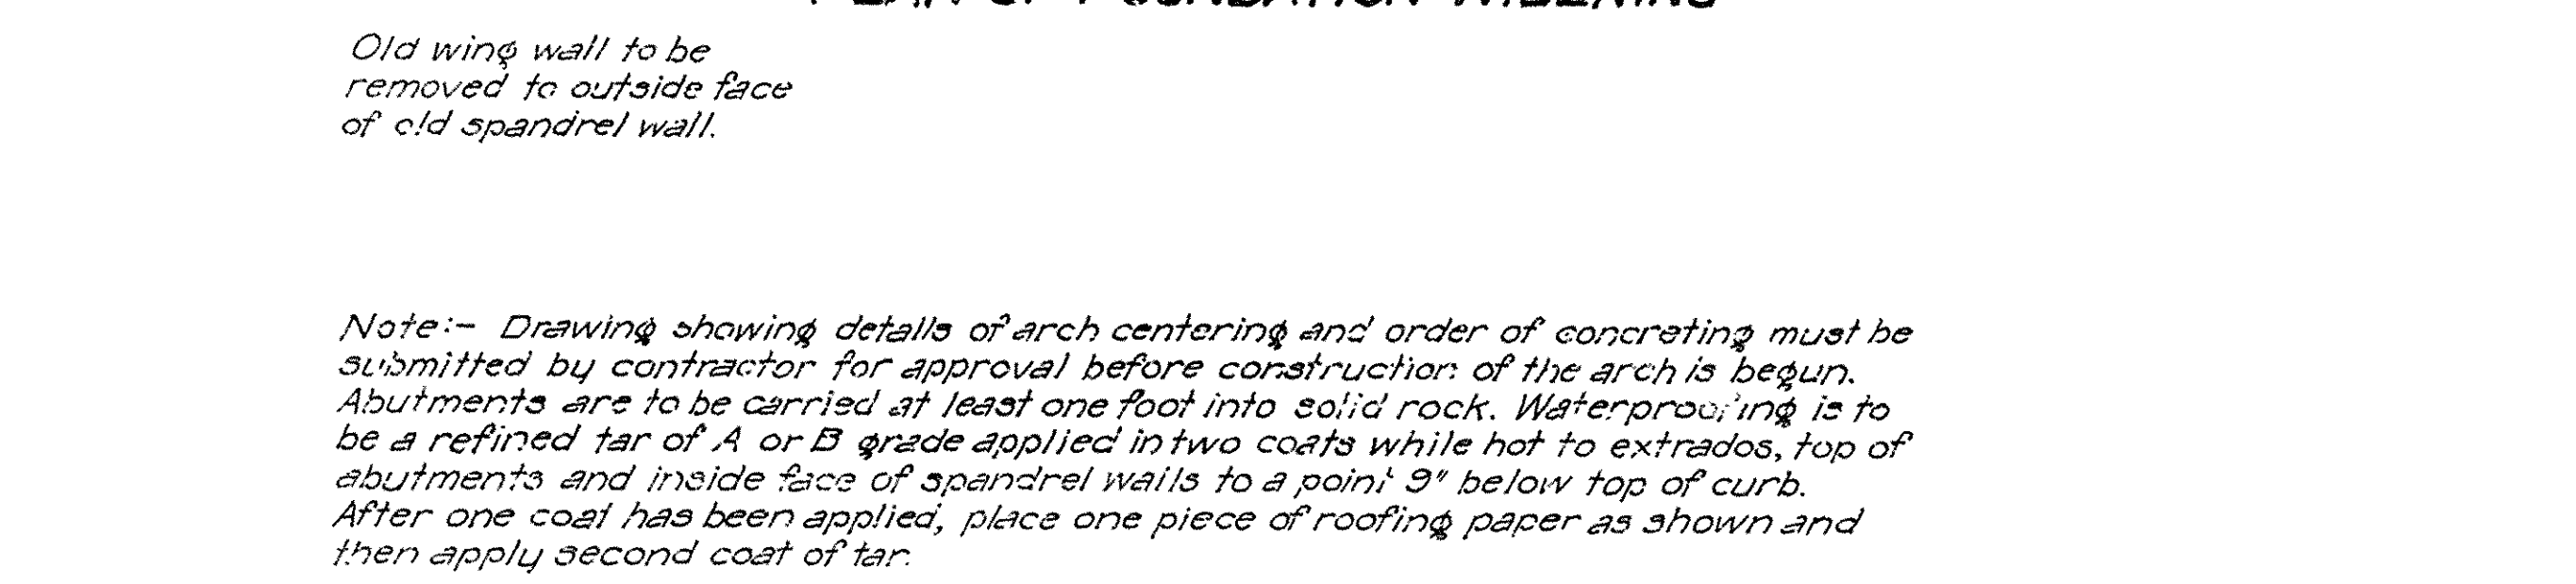 PLAN OF FOUNDATION WIDENING
Old wing wall to be
removed to outside face
of old spandrel wall.
Note:- Drawing showing details of arch centering and order of concreting must be
submitted by contractor for approval before construction of the arch is begun.
Abutments are to be carried at least one foot into solid rock. Waterproofing is to
be a refined tar of A or B grade applied in two coats while hot to extrados, top of
abutments and inside face of spandrel walls to a point 9" below top of curb.
After one coat has been applied, place one piece of roofing paper as shown and
then apply second coat of tar.